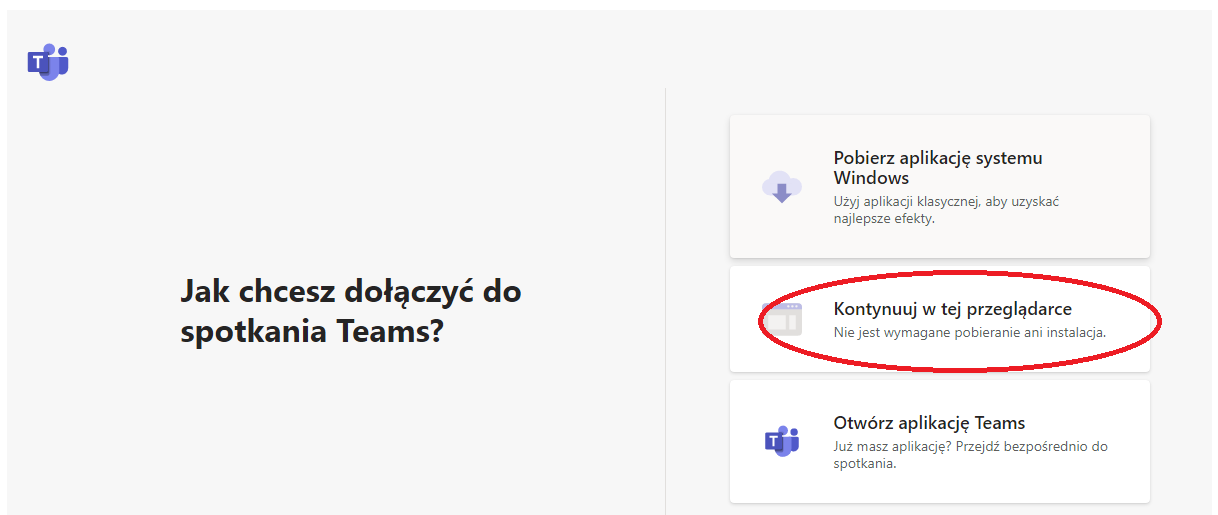 T
Jak chcesz dołączyć do
spotkania Teams?
Pobierz aplikację systemu
Windows
Użyj aplikacji klasycznej, aby uzyskać
najlepsze efekty.
Kontynuuj w tej przeglądarce
Nie jest wymagane pobieranie ani instalacja.
T
Otwórz aplikację Teams
Już masz aplikację? Przejdź bezpośrednio do
spotkania.